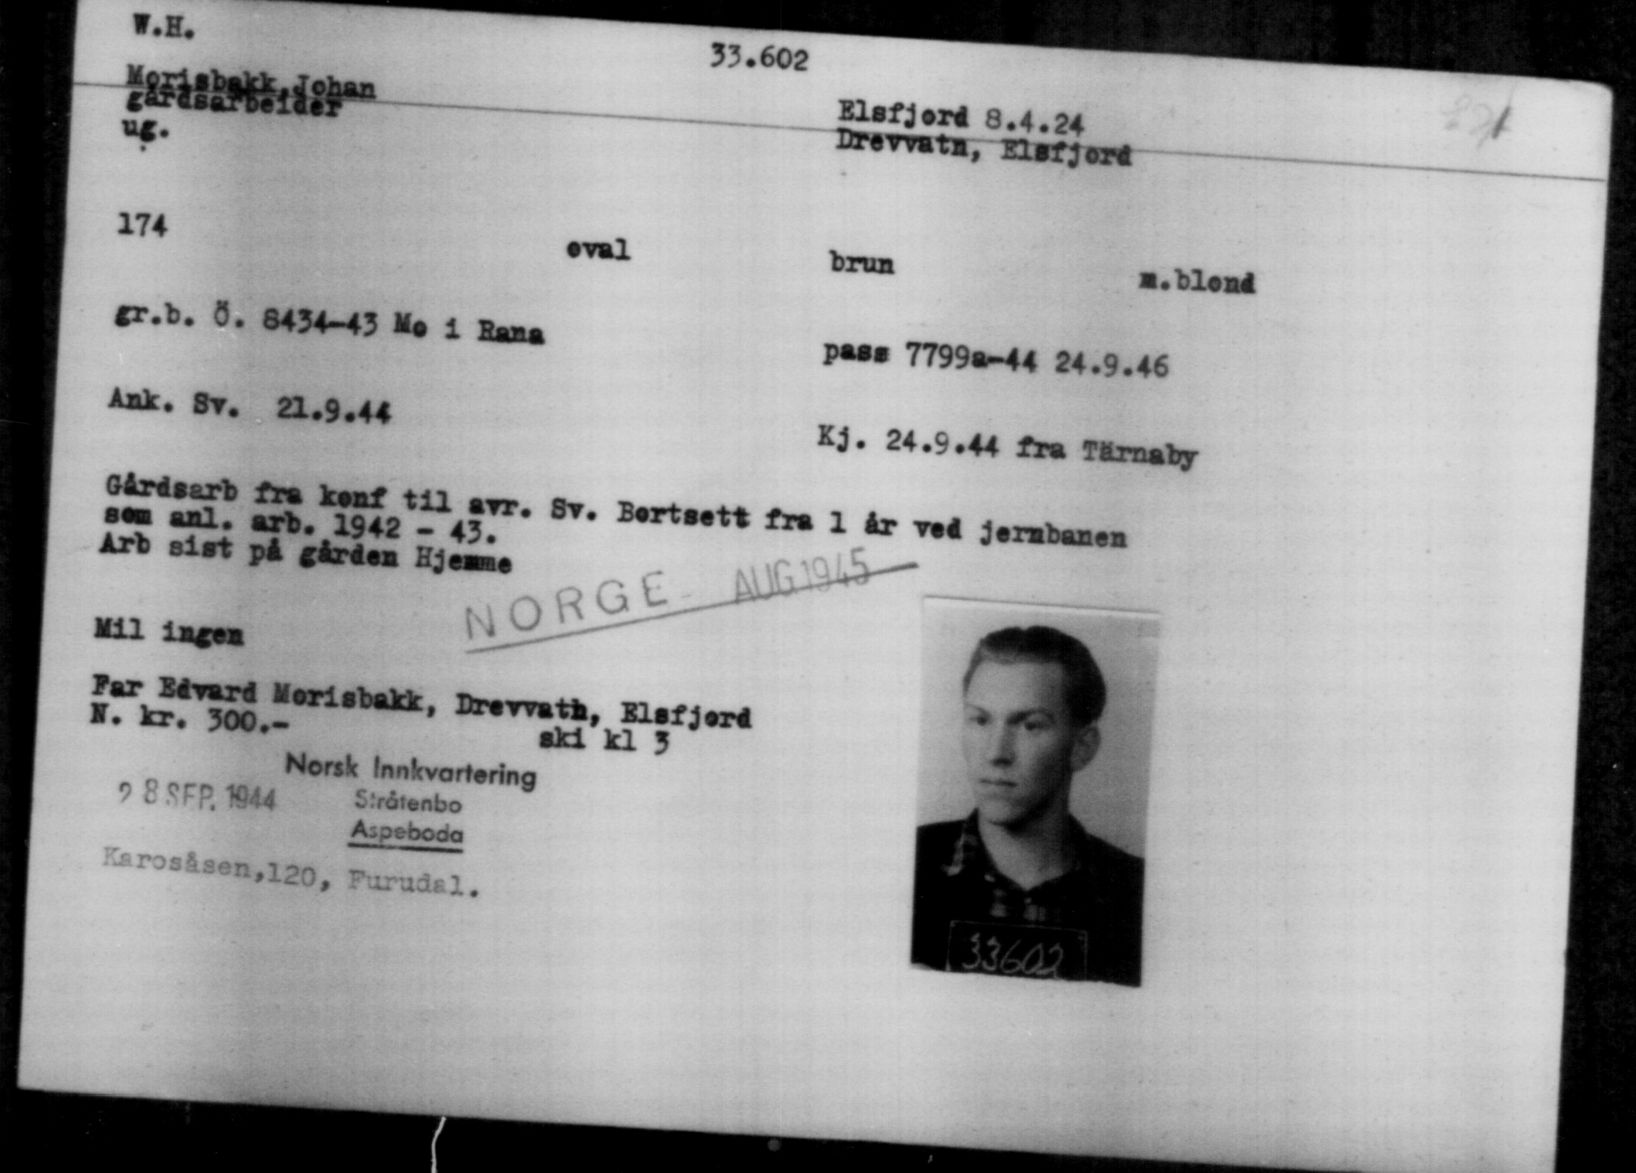 W.H.
33.602
Morisbakk, Johan
Elsfjord 8.4.24
gårdsarbeider
Drevvatn, Elsfjord
ug.
174
oval
brun
m.blond
gr.b. Ö. 8434-43 Mo i Rana
pass 7799a-44 24.9.46
Ank. Sv. 21.9.44
Kj. 24.9.44 fra Tärnaby
Gårdsarb fra konf til avr. Sv. Bortsett fra 1 år ved jernbanen
som anl. arb. 1942 - 43.
Arb sist på gården Hjemme
NORGE AUG 1945
Mil ingen
Far Edvard Morisbakk, Drevvatn, Elsfjord
N. kr. 300.-
ski kl 3
Norsk Innkvartering
28 SEP. 1944
Stråtenbo
Aspeboda
Karosåsen,120, Furudal.
33602